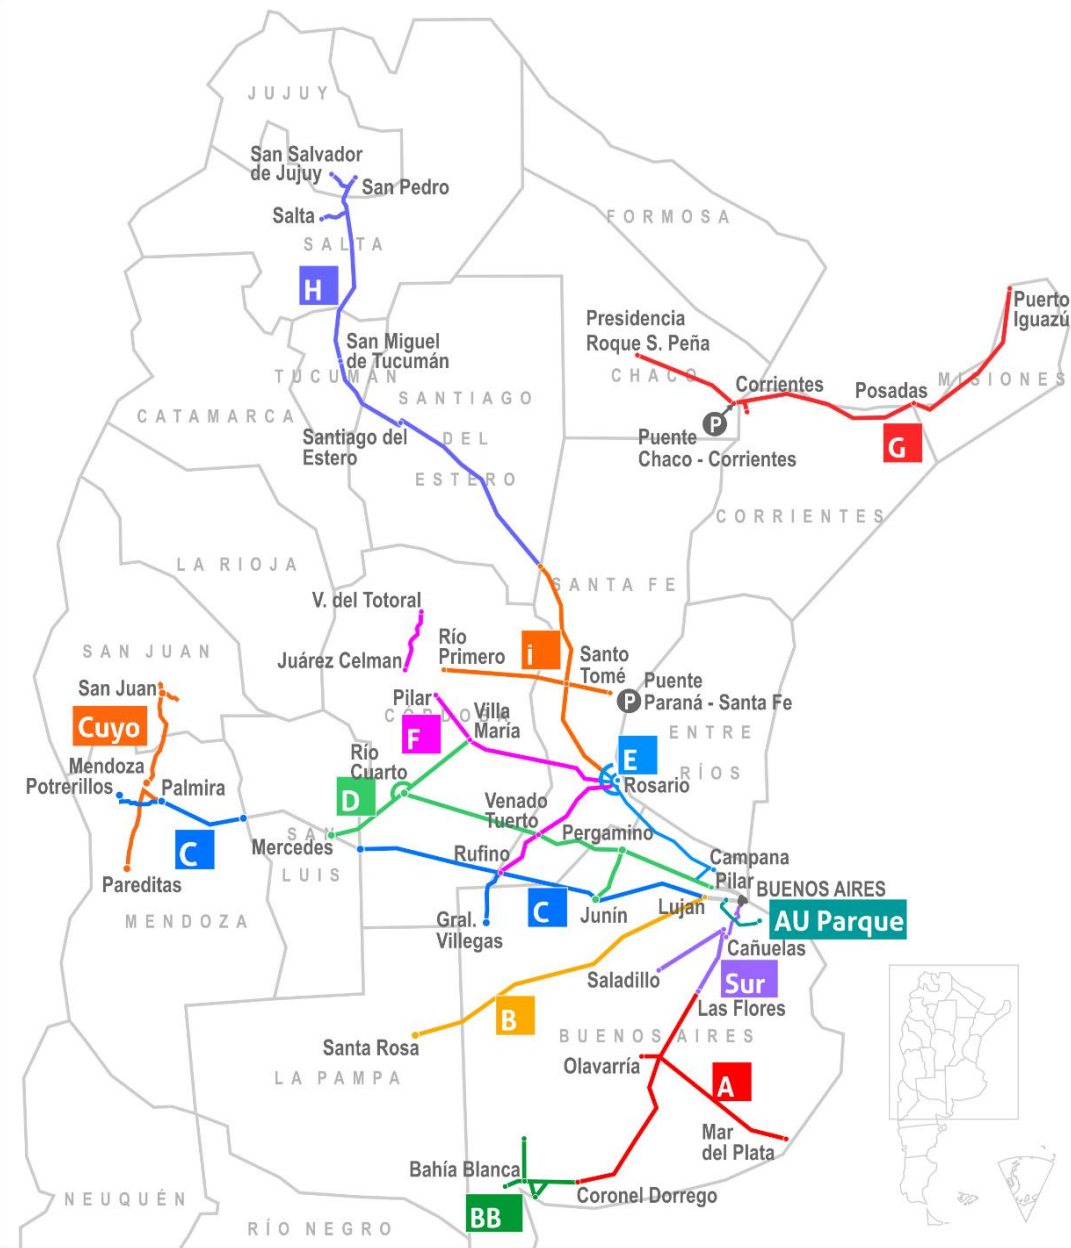 JUJUY
San Salvador
de Jujuy
San Pedro
Salta
SALTA
H
FORMOSA
Puerto
Iguazú
Presidencia
Roque S. Peña
CHACO
San Miguel
de Tucumán
TUCUMÁN
SANTIAGO
DEL
ESTERO
CATAMARCA
Santiago del
Estero
Corrientes
Posadas
MISIONES
P
Puente
Chaco - Corrientes
G
CORRIENTES
LA RIOJA
SANTA FE
V. del Totoral
Juárez Celman
Río
Primero
i
Santo
Tomé
P
Puente
Paraná - Santa Fe
SAN JUAN
San Juan
Cuyo
Pilar
CÓRDOBA
F
Villa
María
ENTRE
RÍOS
E
Rosario
Mendoza
Potrerillos
Palmira
C
Río
Cuarto
D
Venado
Tuerto
Pergamino
SAN
LUIS
Mercedes
Rufino
Campana
Pilar
BUENOS AIRES
Pareditas
MENDOZA
Gral.
Villegas
C
Junín
Lujan
AU Parque
Cañuelas
Saladillo
Sur
Las Flores
B
Santa Rosa
LA PAMPA
BUENOS AIRES
Olavarría
A
Mar
del Plata
Bahía Blanca
BB
Coronel Dorrego
NEUQUÉN
RÍO NEGRO